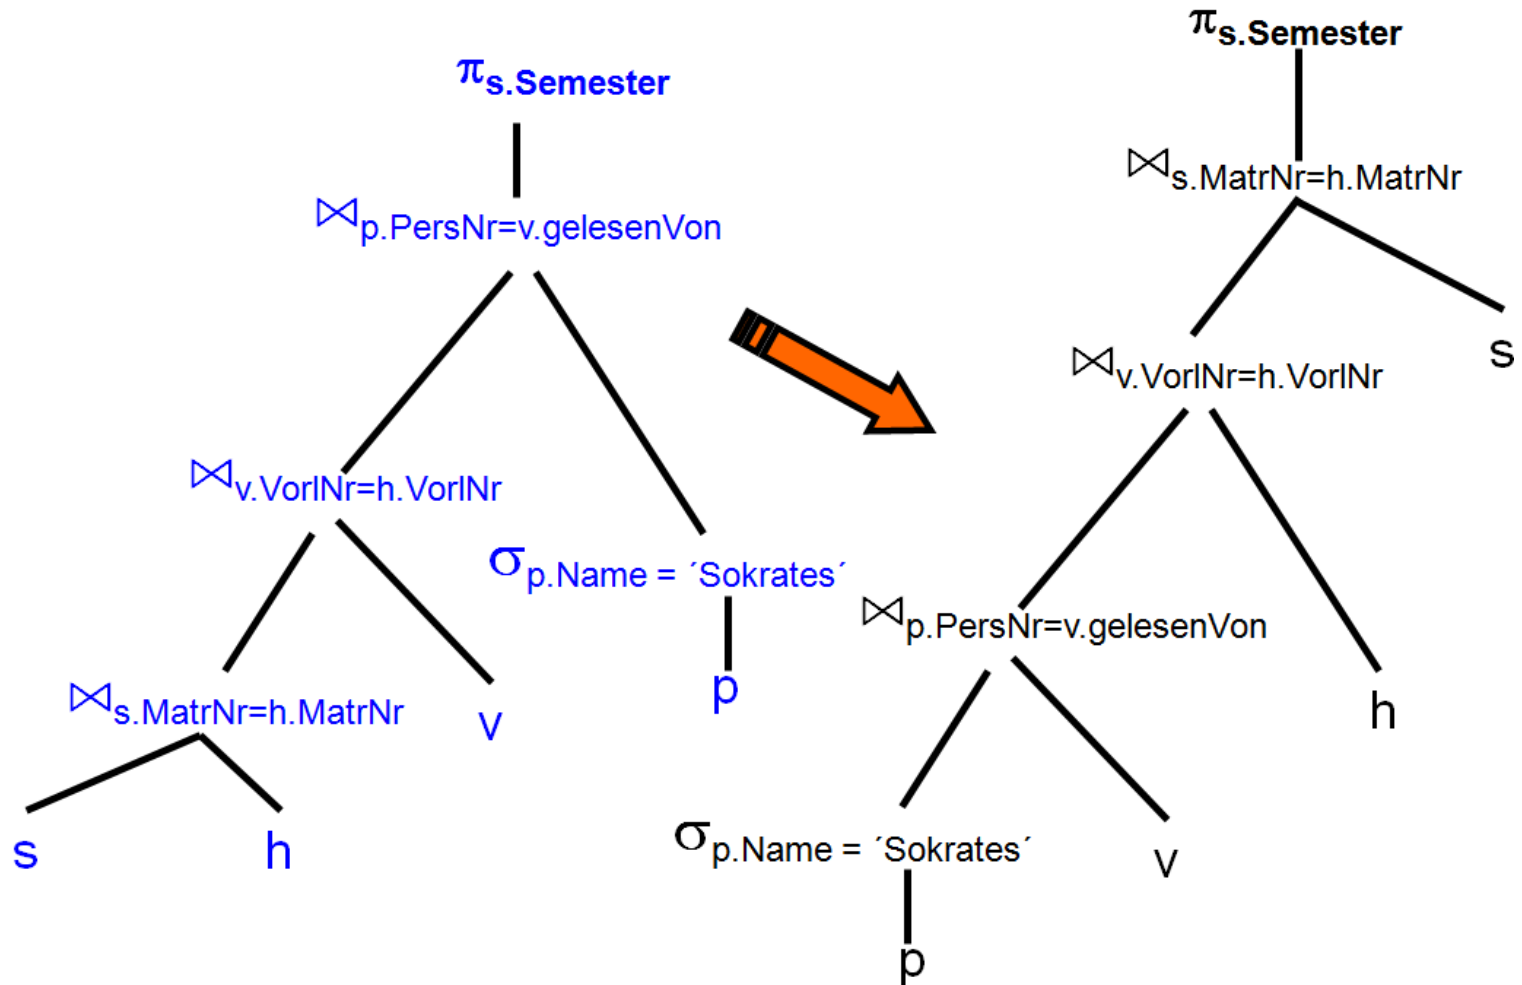 πs.Semester
⋈p.PersNr=v.gelesenVon
⋈v.VorlNr=h.VorlNr
σp.Name = ´Sokrates´
p
⋈s.MatrNr=h.MatrNr
v
s
h
πs.Semester
⋈s.MatrNr=h.MatrNr
s
⋈v.VorlNr=h.VorlNr
⋈p.PersNr=v.gelesenVon
h
σp.Name = ´Sokrates´
v
p